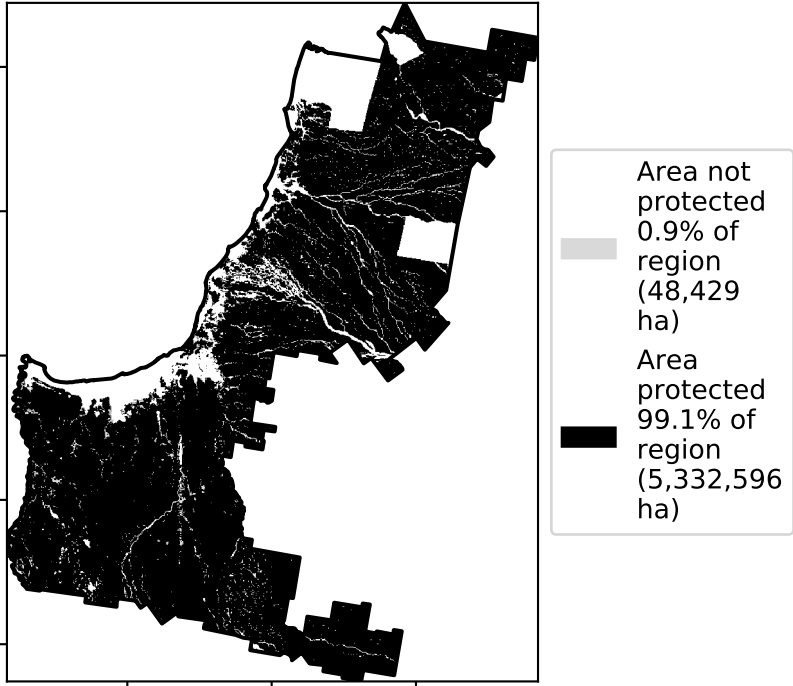 Area not
protected
0.9% of
region
(48,429
ha)
Area
protected
99.1% of
region
(5,332,596
ha)